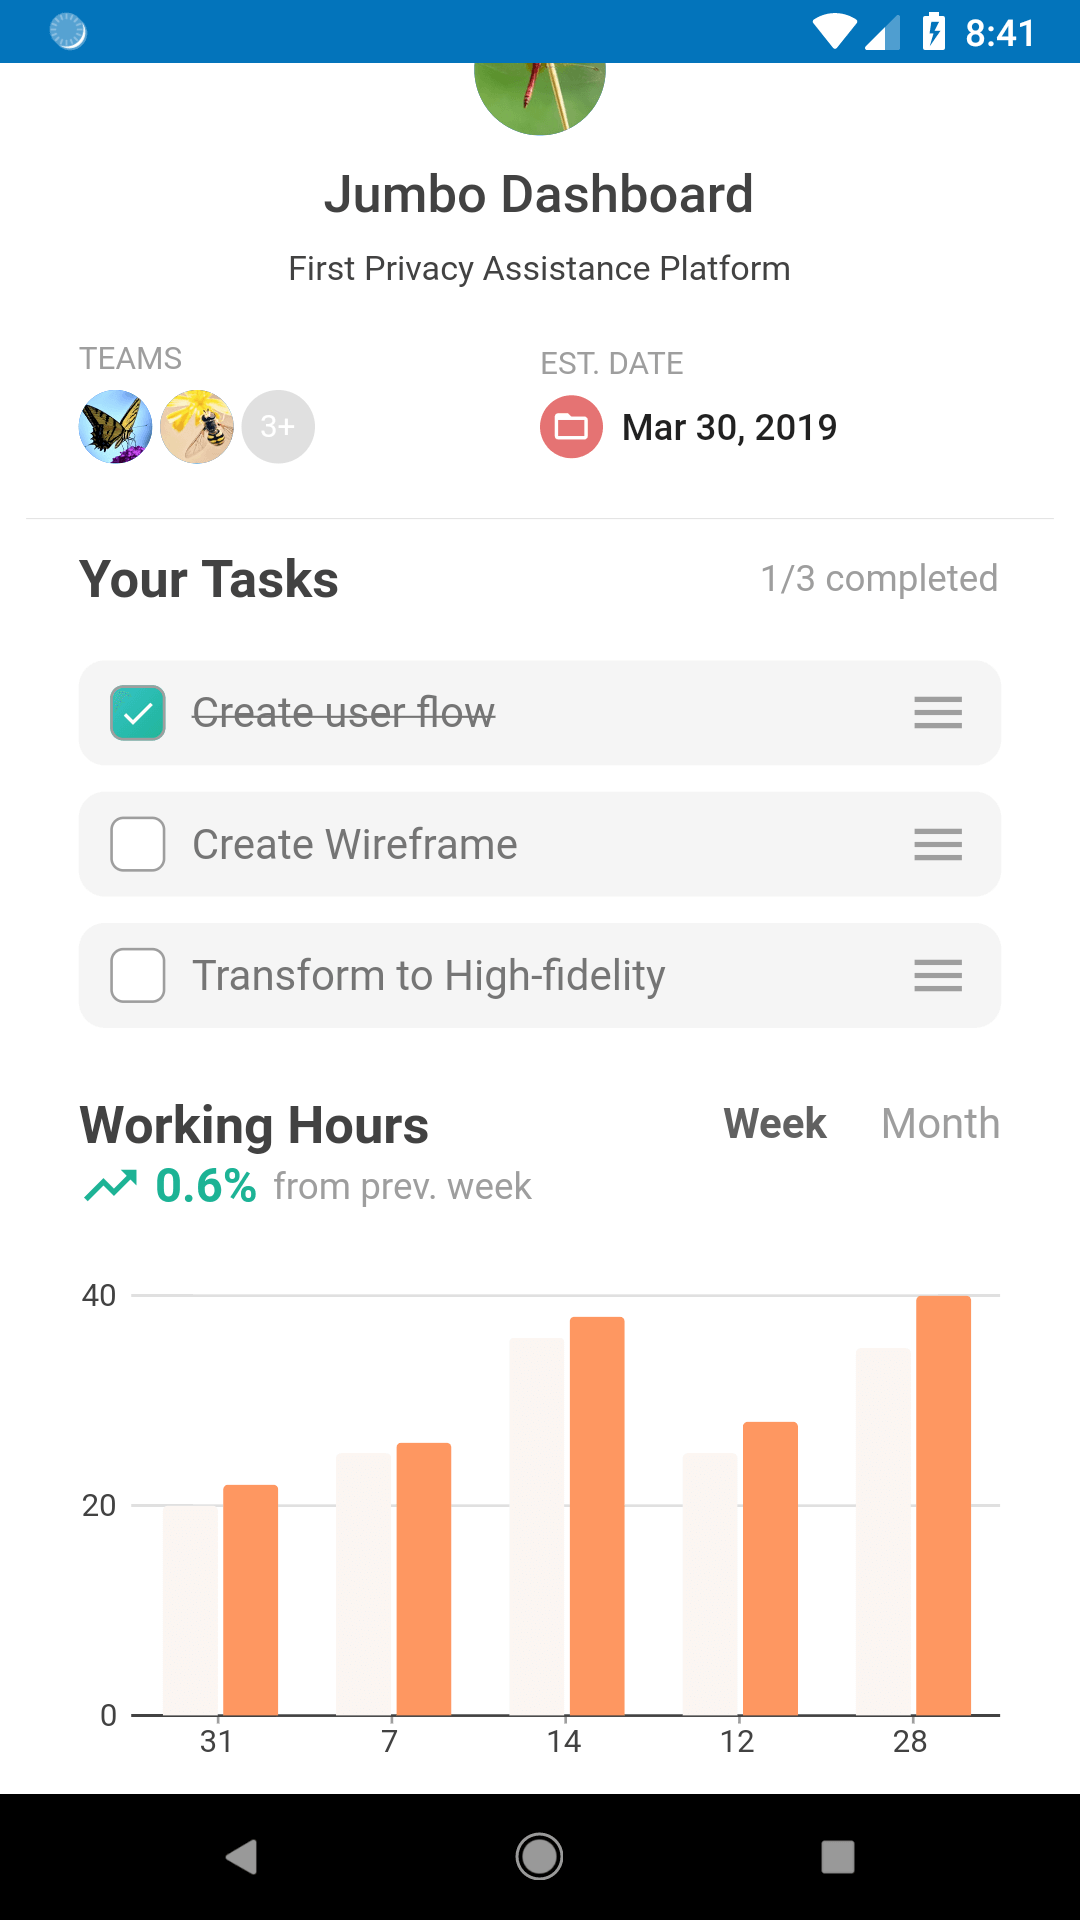 8:41
Jumbo Dashboard
First Privacy Assistance Platform
TEAMS
3+
EST. DATE
Mar 30, 2019
Your Tasks
1/3 completed
Create user flow
Create Wireframe
Transform to High-fidelity
Working Hours
Week
Month
0.6% from prev. week
40
20
0
31
7
14
12
28